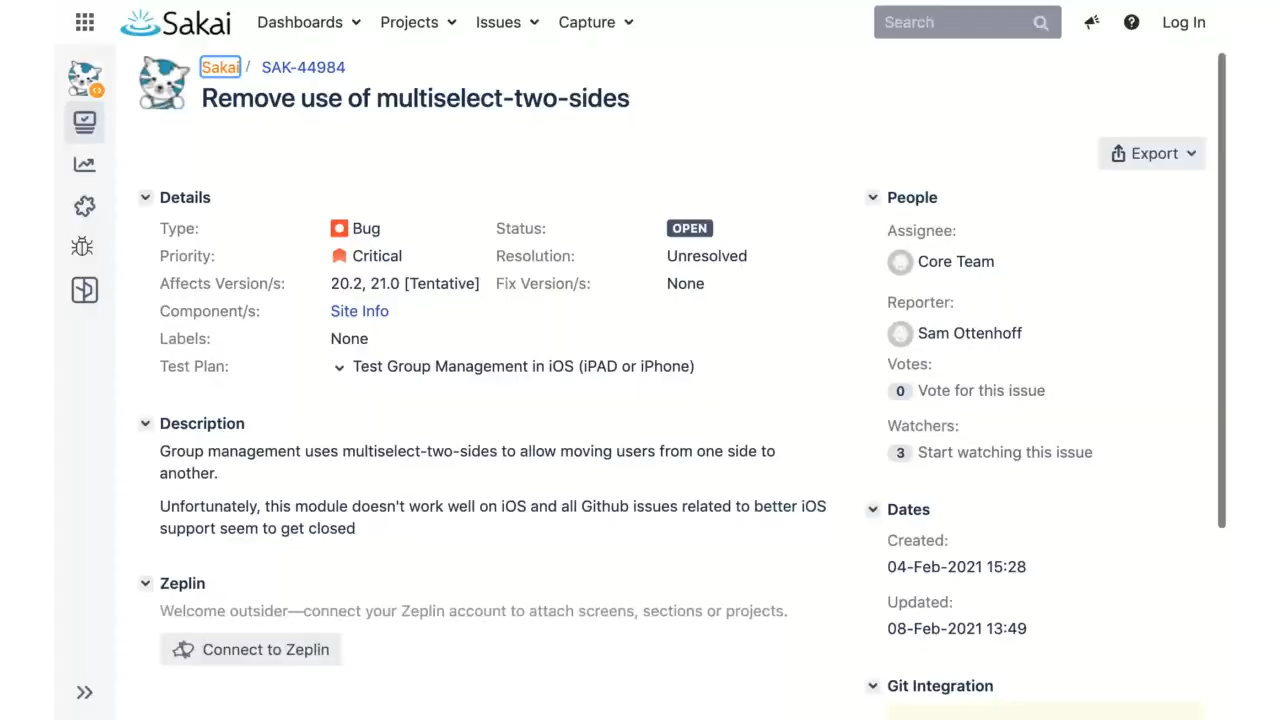 Sakai Dashboards Projects Issues Capture Search Log In
Sakai / SAK-44984
Remove use of multiselect-two-sides
Export
Details
Type: Bug Status: OPEN
Priority: Critical Resolution: Unresolved
Affects Version/s: 20.2, 21.0 [Tentative] Fix Version/s: None
Component/s: Site Info
Labels: None
Test Plan: Test Group Management in iOS (iPAD or iPhone)
Description
Group management uses multiselect-two-sides to allow moving users from one side to
another.
Unfortunately, this module doesn't work well on iOS and all Github issues related to better iOS
support seem to get closed
Zeplin
Welcome outsider—connect your Zeplin account to attach screens, sections or projects.
Connect to Zeplin
People
Assignee:
Core Team
Reporter:
Sam Ottenhoff
Votes:
0 Vote for this issue
Watchers:
3 Start watching this issue
Dates
Created:
04-Feb-2021 15:28
Updated:
08-Feb-2021 13:49
Git Integration